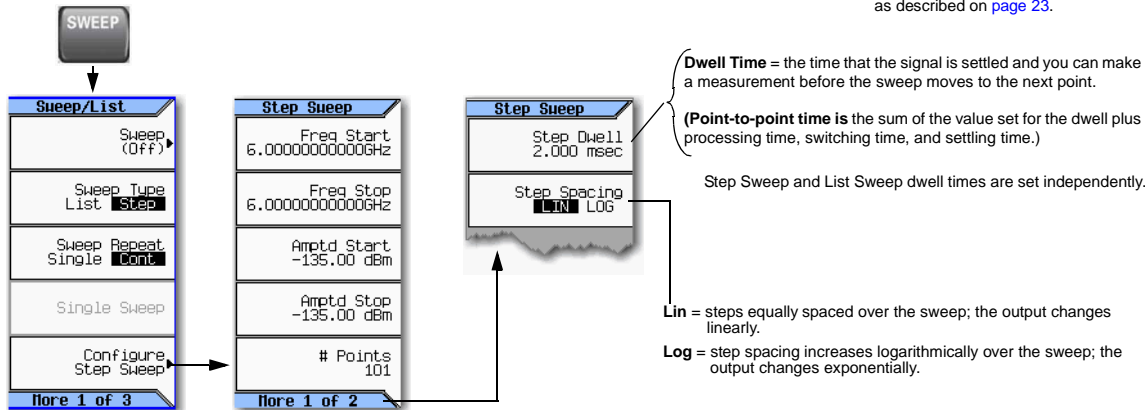 as described on page 23.
SWEEP
Sweep/List
Sweep
(Off)
Sweep Type
List Step
Sweep Repeat
Single Cont
Single Sweep
Configure
Step Sweep
More 1 of 3
Step Sweep
Freq Start
6.00000000000GHz
Freq Stop
6.00000000000GHz
Amptd Start
-135.00 dBm
Amptd Stop
-135.00 dBm
# Points
101
More 1 of 2
Step Sweep
Step Dwell
2.000 msec
Step Spacing
LIN LOG
Dwell Time = the time that the signal is settled and you can make
a measurement before the sweep moves to the next point.
(Point-to-point time is the sum of the value set for the dwell plus
processing time, switching time, and settling time.)
Step Sweep and List Sweep dwell times are set independently.
Lin = steps equally spaced over the sweep; the output changes
linearly.
Log = step spacing increases logarithmically over the sweep; the
output changes exponentially.